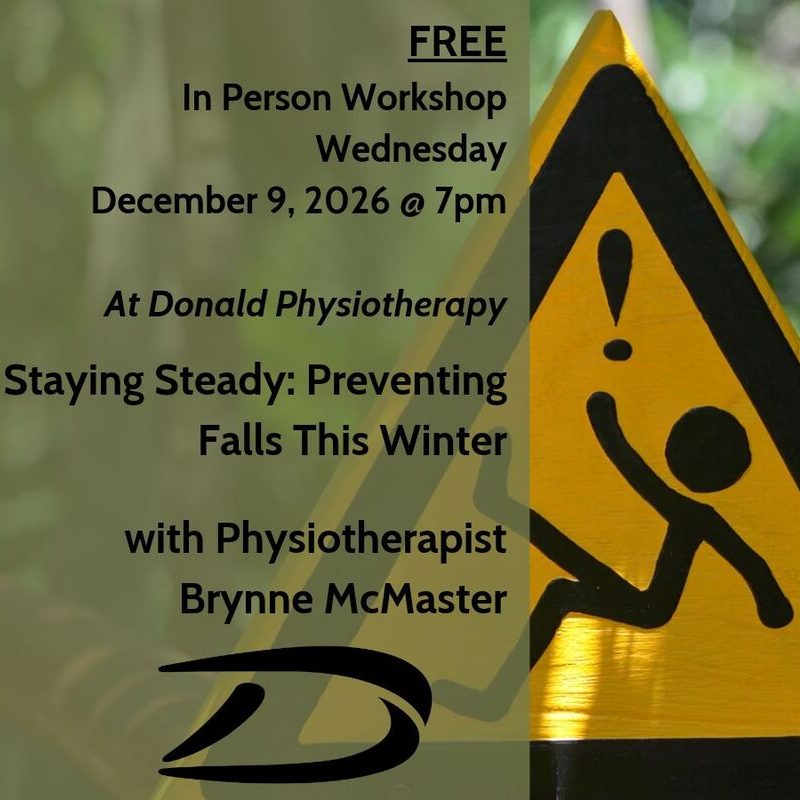 FREE
In Person Workshop
Wednesday
December 9, 2026 @ 7pm
At Donald Physiotherapy
Staying Steady: Preventing
Falls This Winter
with Physiotherapist
Brynne McMaster
!